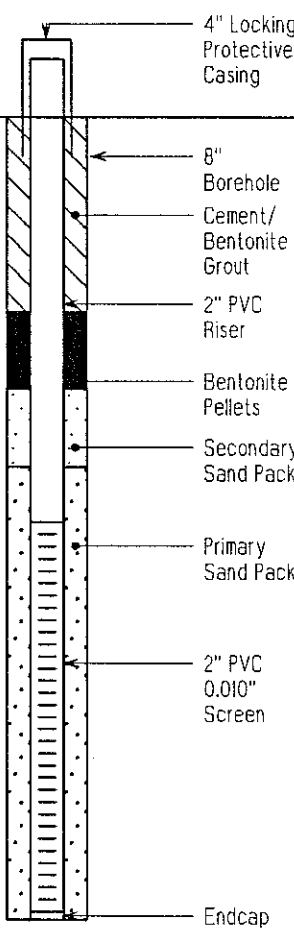 4" Locking
Protective
Casing
8"
Borehole
Cement/
Bentonite
Grout
2" PVC
Riser
Bentonite
Pellets
Secondary
Sand Pack
Primary
Sand Pack
2" PVC
0.010"
Screen
Endcap